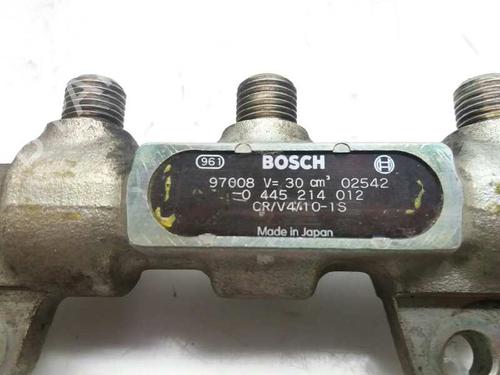 961 BOSCH
97008 V= 30 cm³ 02542
0 445 214 012
CR/V4/10-1S
Made in Japan